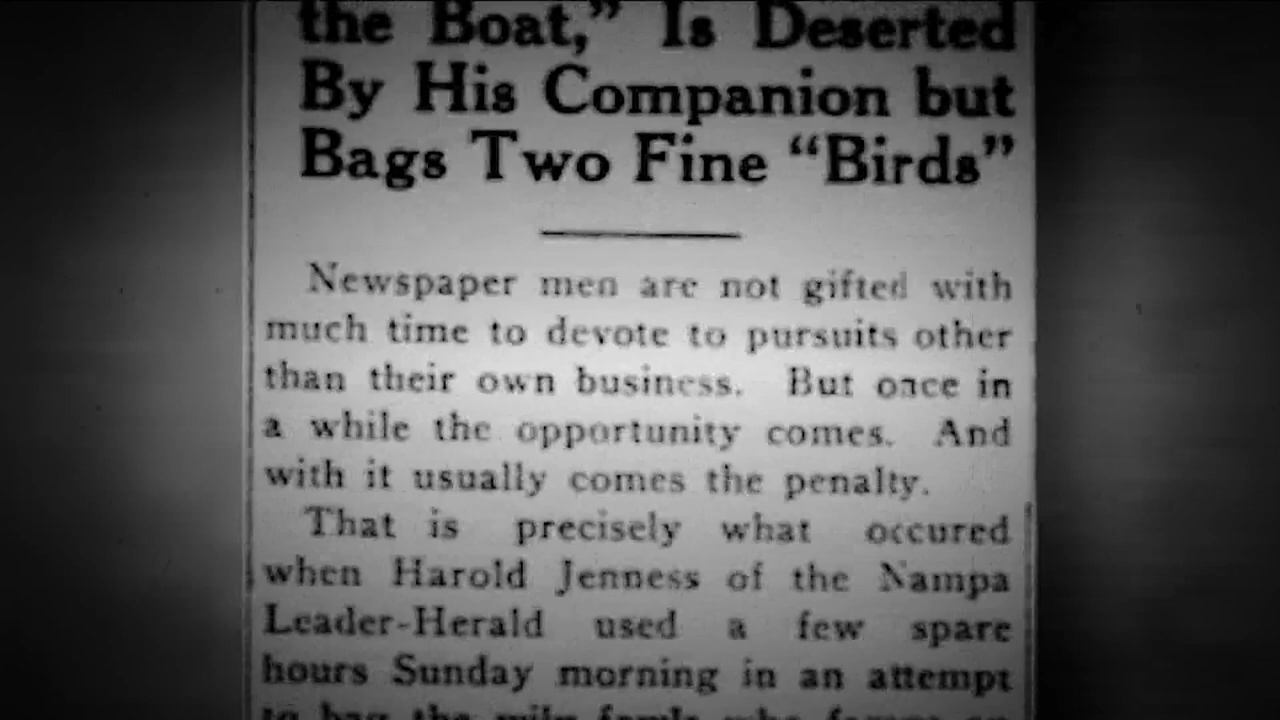 the Boat,” Is Deserted
By His Companion but
Bags Two Fine “Birds”
Newspaper men are not gifted with
much time to devote to pursuits other
than their own business. But once in
a while the opportunity comes. And
with it usually comes the penalty.
That is precisely what occured
when Harold Jenness of the Nampa
Leader-Herald used a few spare
hours Sunday morning in an attempt
to bag the